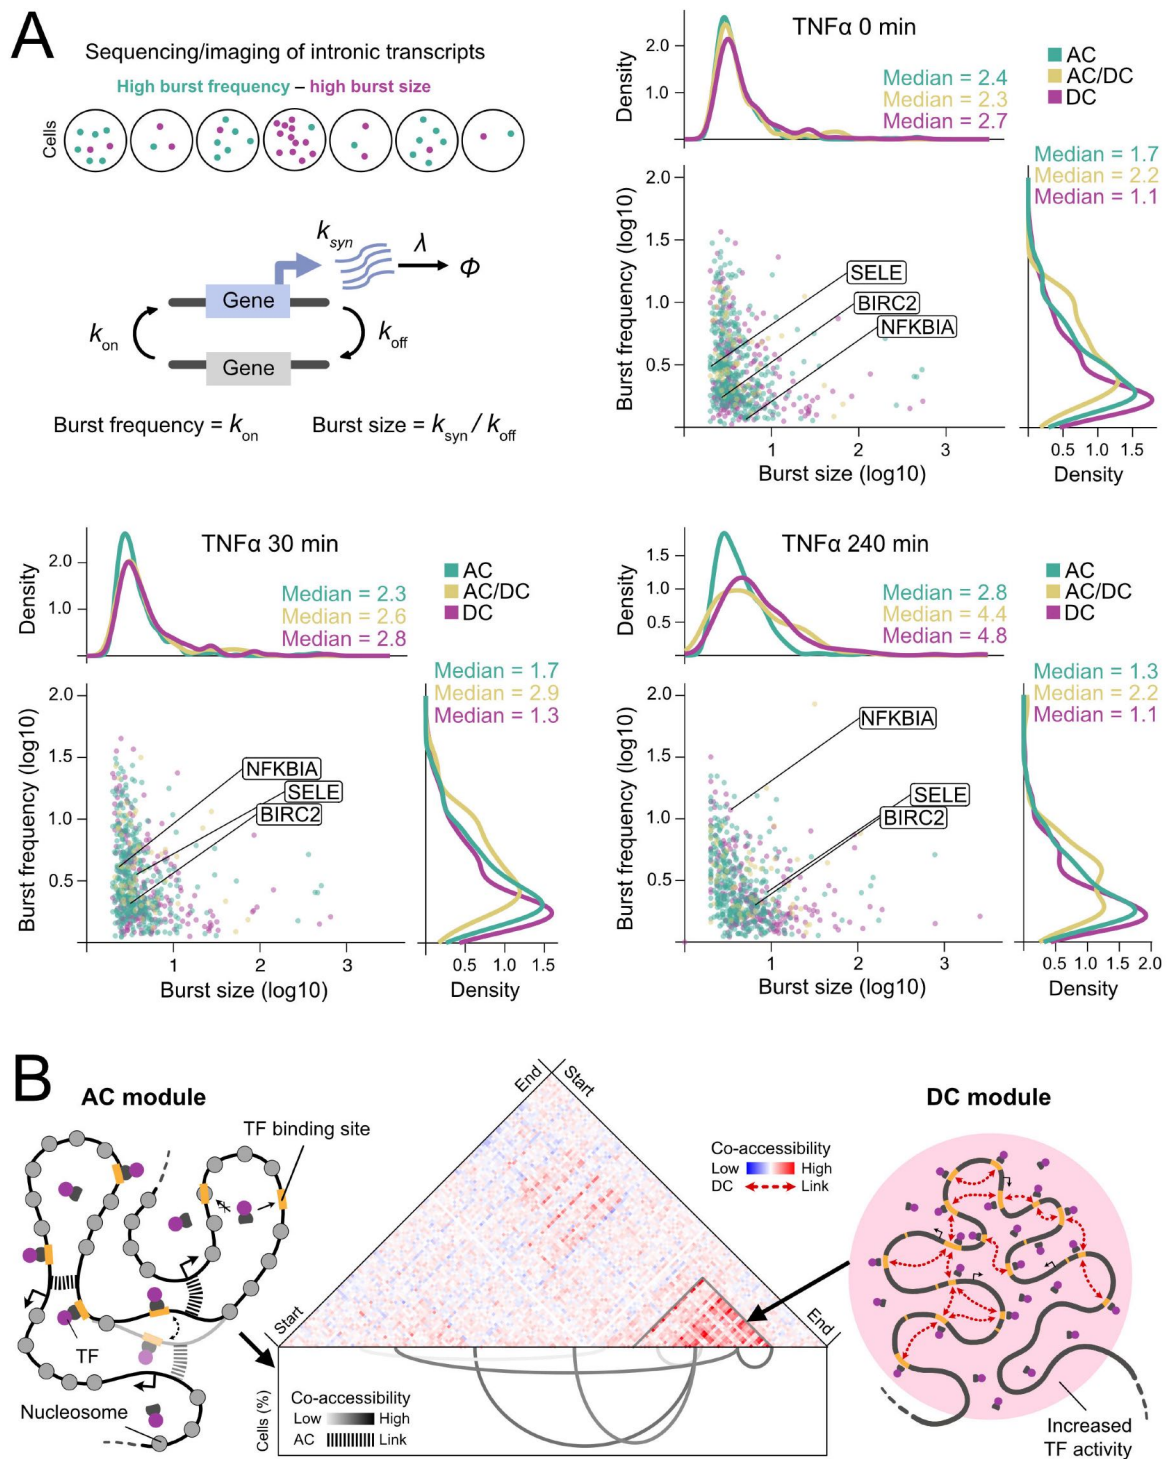 A
Sequencing/imaging of intronic transcripts
High burst frequency – high burst size
Cells
k_syn
λ
Φ
Gene
k_on
k_off
Gene
Burst frequency = k_on
Burst size = k_syn / k_off
TNFα 0 min
Density
2.0
1.0
AC
AC/DC
DC
Median = 2.4
Median = 2.3
Median = 2.7
Median = 1.7
Median = 2.2
Median = 1.1
Burst frequency (log10)
2.0
1.5
1.0
0.5
SELE
BIRC2
NFKBIA
1 2 3
Burst size (log10)
0.5 1.0 1.5
Density
TNFα 30 min
Density
2.0
1.0
AC
AC/DC
DC
Median = 2.3
Median = 2.6
Median = 2.8
Median = 1.7
Median = 2.9
Median = 1.3
Burst frequency (log10)
2.0
1.5
1.0
0.5
NFKBIA
SELE
BIRC2
1 2 3
Burst size (log10)
0.5 1.0 1.5
Density
TNFα 240 min
Density
1.5
1.0
0.5
AC
AC/DC
DC
Median = 2.8
Median = 4.4
Median = 4.8
Median = 1.3
Median = 2.2
Median = 1.1
Burst frequency (log10)
2.0
1.5
1.0
0.5
NFKBIA
SELE
BIRC2
1 2 3
Burst size (log10)
0.5 1.0 1.5 2.0
Density
B
AC module
TF binding site
TF
Nucleosome
End
Start
Start
End
Co-accessibility
Low High
DC Link
Cells (%)
Co-accessibility
Low High
AC Link
DC module
Increased
TF activity